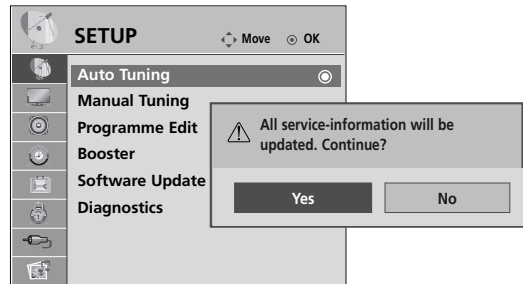 SETUP
Move OK
Auto Tuning
Manual Tuning
Programme Edit
Booster
Software Update
Diagnostics
All service-information will be
updated. Continue?
Yes No